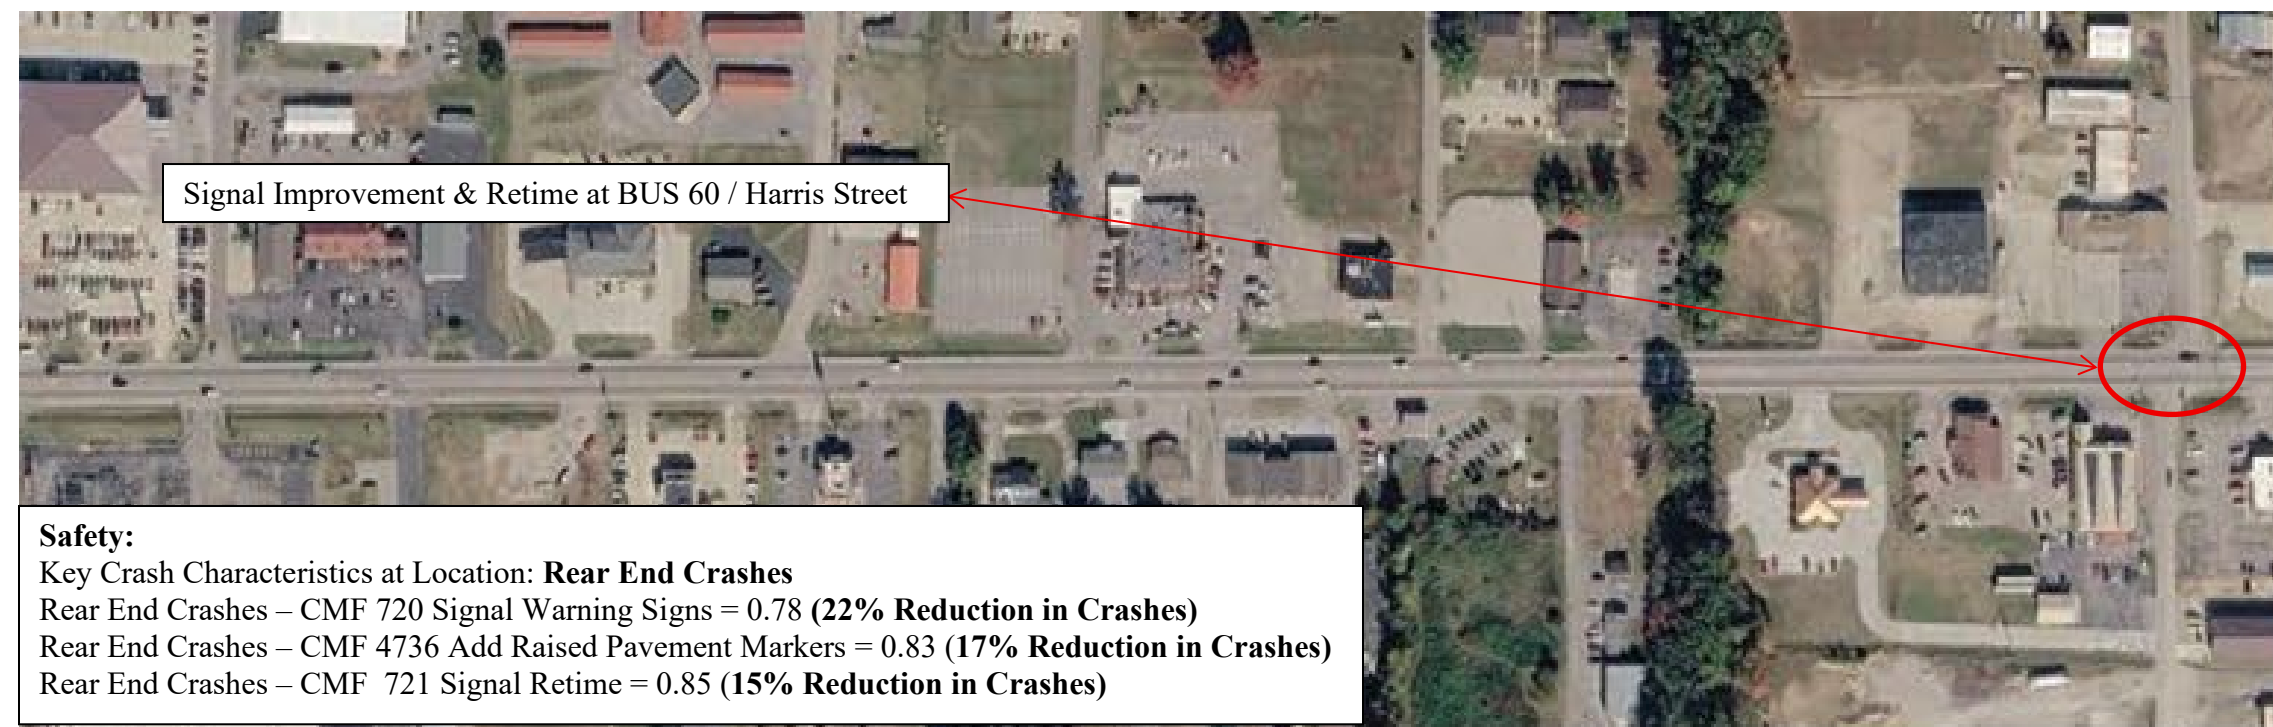 Signal Improvement & Retime at BUS 60 / Harris Street
Safety:
Key Crash Characteristics at Location: Rear End Crashes
Rear End Crashes – CMF 720 Signal Warning Signs = 0.78 (22% Reduction in Crashes)
Rear End Crashes – CMF 4736 Add Raised Pavement Markers = 0.83 (17% Reduction in Crashes)
Rear End Crashes – CMF  721 Signal Retime = 0.85 (15% Reduction in Crashes)